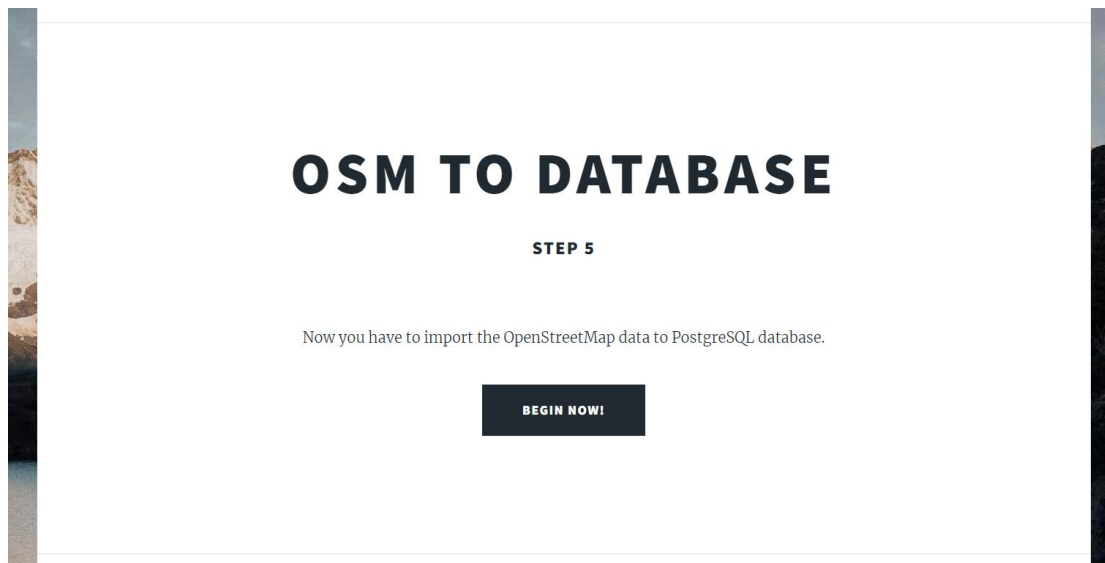 OSM TO DATABASE
STEP 5
Now you have to import the OpenStreetMap data to PostgreSQL database.
BEGIN NOW!